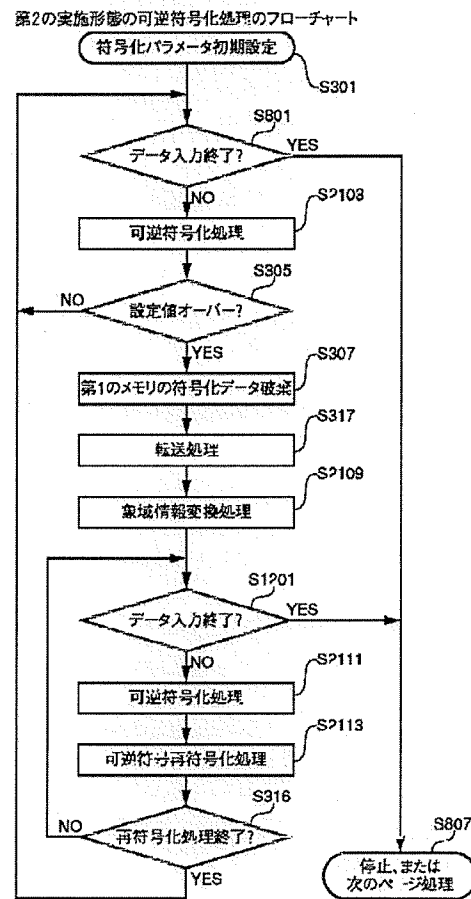 第2の実施形態の可逆符号化処理のフローチャート
符号化パラメータ初期設定
S301
S801
データ入力終了?
YES
NO
S2103
可逆符号化処理
S305
NO
設定値オーバー?
YES
S307
第1のメモリの符号化データ破棄
S317
転送処理
S2109
象域情報変換処理
S1201
データ入力終了?
YES
NO
S2111
可逆符号化処理
S2113
可逆符号再符号化処理
S316
NO
再符号化処理終了?
YES
S807
停止、または
次のページ処理